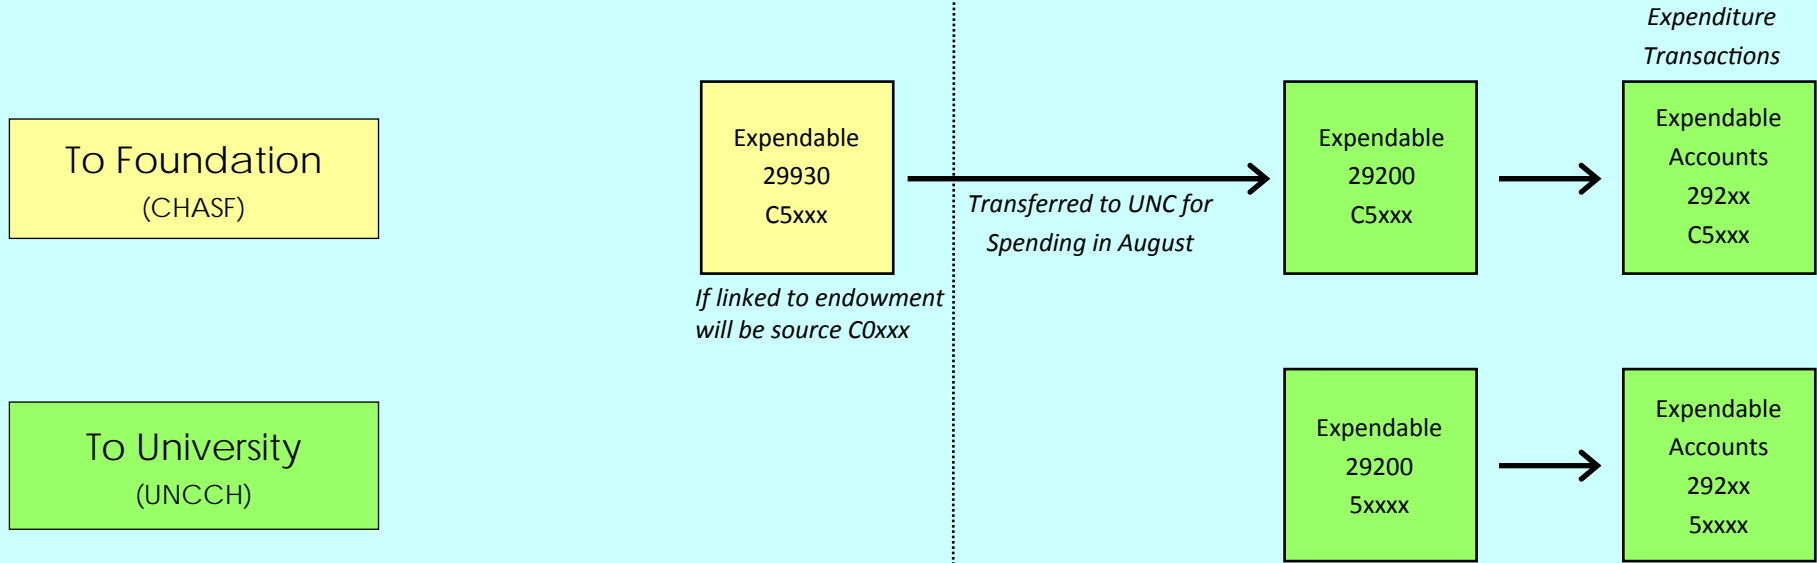 Expenditure
Transactions
To Foundation
(CHASF)
Expendable
29930
C5xxx
If linked to endowment
will be source C0xxx
Transferred to UNC for
Spending in August
Expendable
29200
C5xxx
Expendable
Accounts
292xx
C5xxx
To University
(UNCCH)
Expendable
29200
5xxxx
Expendable
Accounts
292xx
5xxxx